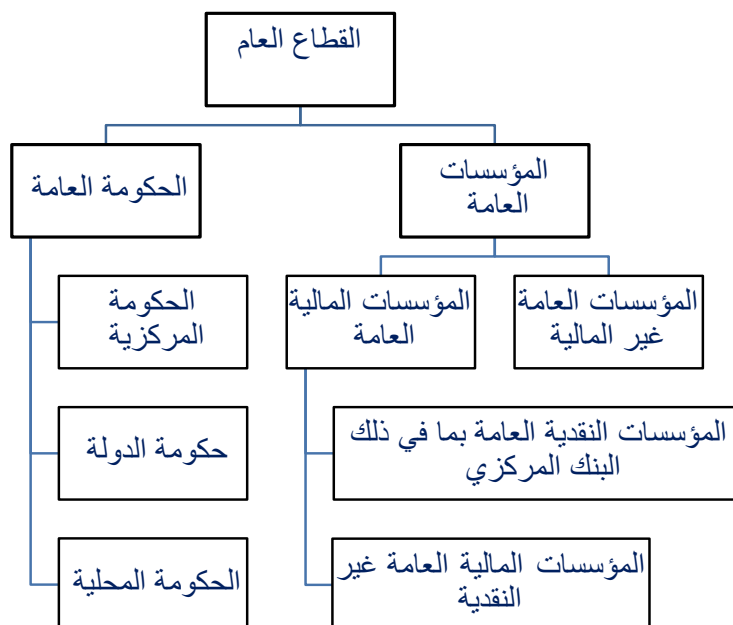 القطاع العام
المؤسسات
العامة
الحكومة العامة
المؤسسات العامة
غير المالية
المؤسسات المالية
العامة
الحكومة
المركزية
المؤسسات النقدية العامة بما في ذلك
البنك المركزي
حكومة الدولة
المؤسسات المالية العامة غير
النقدية
الحكومة المحلية